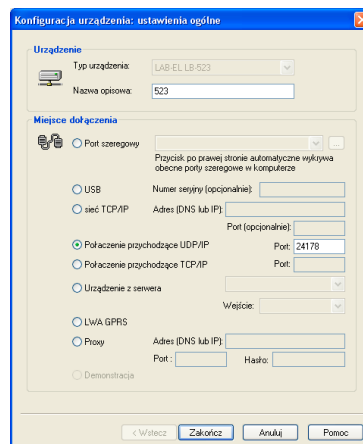 Konfiguracja urządzenia: ustawienia ogólne
Urządzenie
Typ urządzenia: LAB-EL LB-523
Nazwa opisowa: 523
Miejsce dołączenia
Port szeregowy ...
Przycisk po prawej stronie automatyczne wykrywa
obecne porty szeregowe w komputerze
USB Numer seryjny (opcjonalnie):
sieć TCP/IP Adres (DNS lub IP):
Port (opcjonalnie):
Połaczenie przychodzące UDP/IP Port: 24178
Połaczenie przychodzące TCP/IP Port:
Urządzenie z serwera
Wejście:
LWA GPRS
Proxy Adres (DNS lub IP):
Port : Hasło:
Demonstracja
< Wstecz Zakończ Anuluj Pomoc